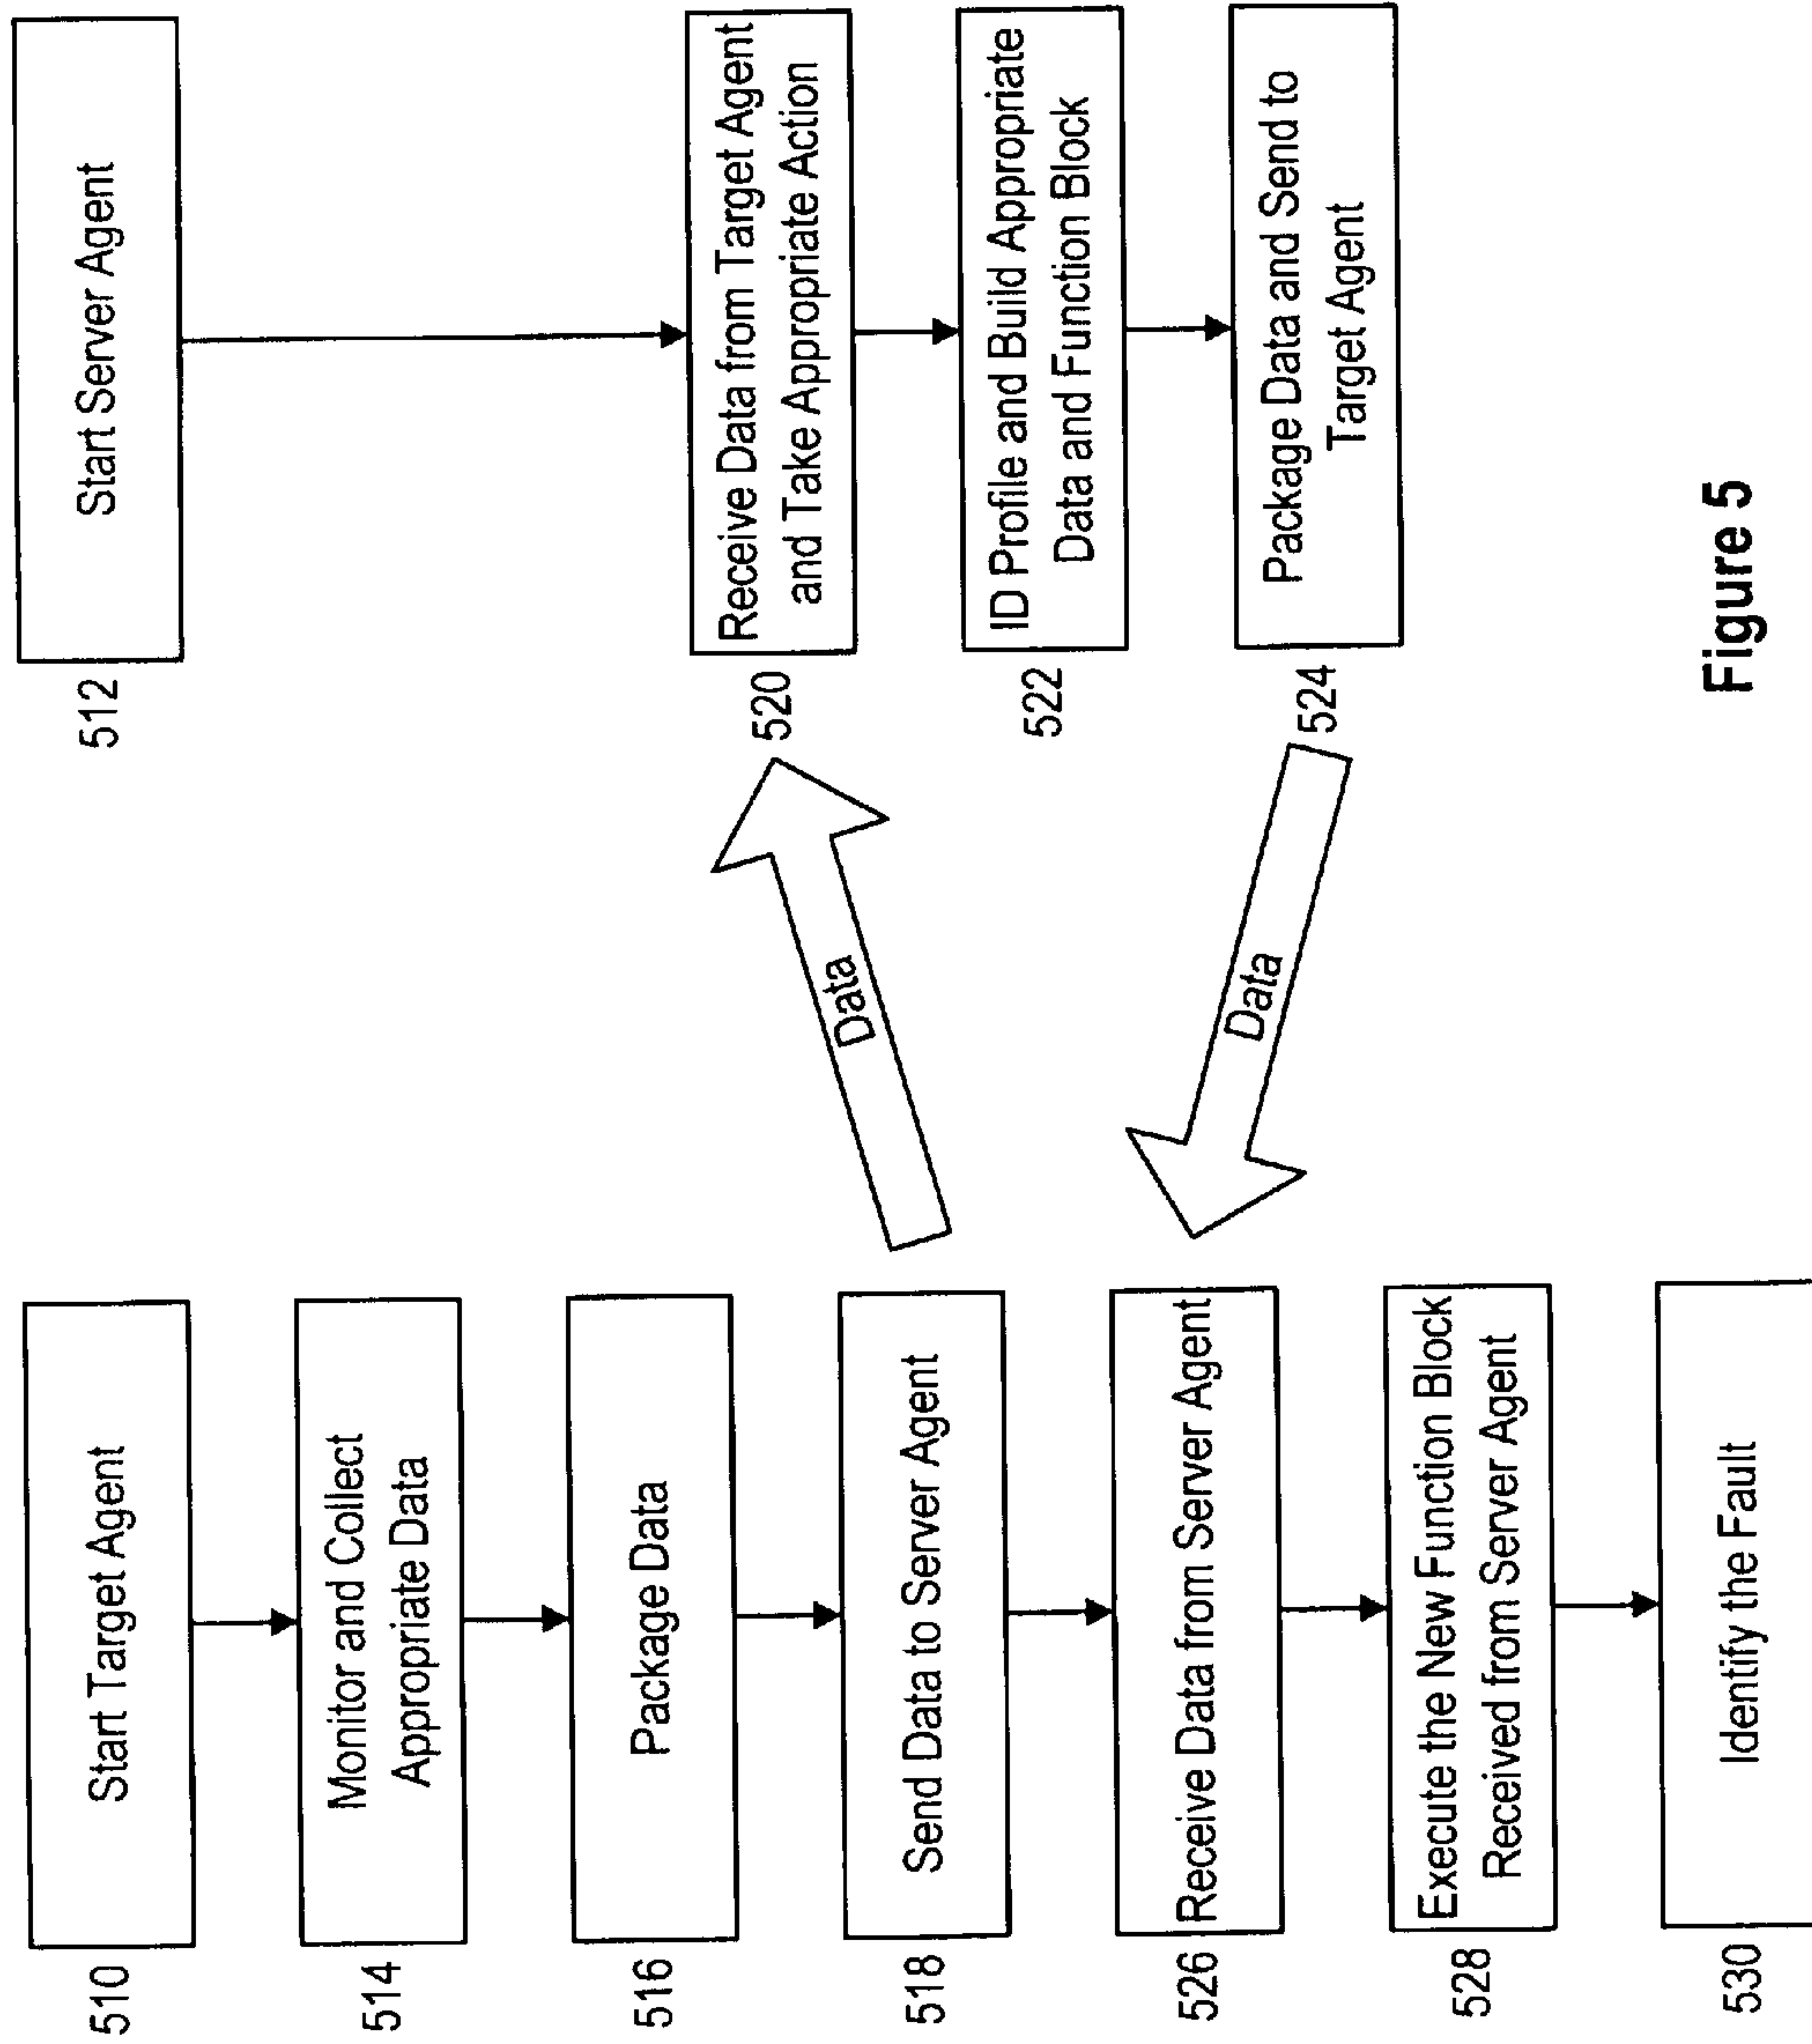 510
Start Target Agent
514
Monitor and Collect
Appropriate Data
516
Package Data
518
Send Data to Server Agent
526
Receive Data from Server Agent
528
Execute the New Function Block
Received from Server Agent
530
Identify the Fault
Data
Data
512
Start Server Agent
520
Receive Data from Target Agent
and Take Appropriate Action
522
ID Profile and Build Appropriate
Data and Function Block
524
Package Data and Send to
Target Agent
Figure 5